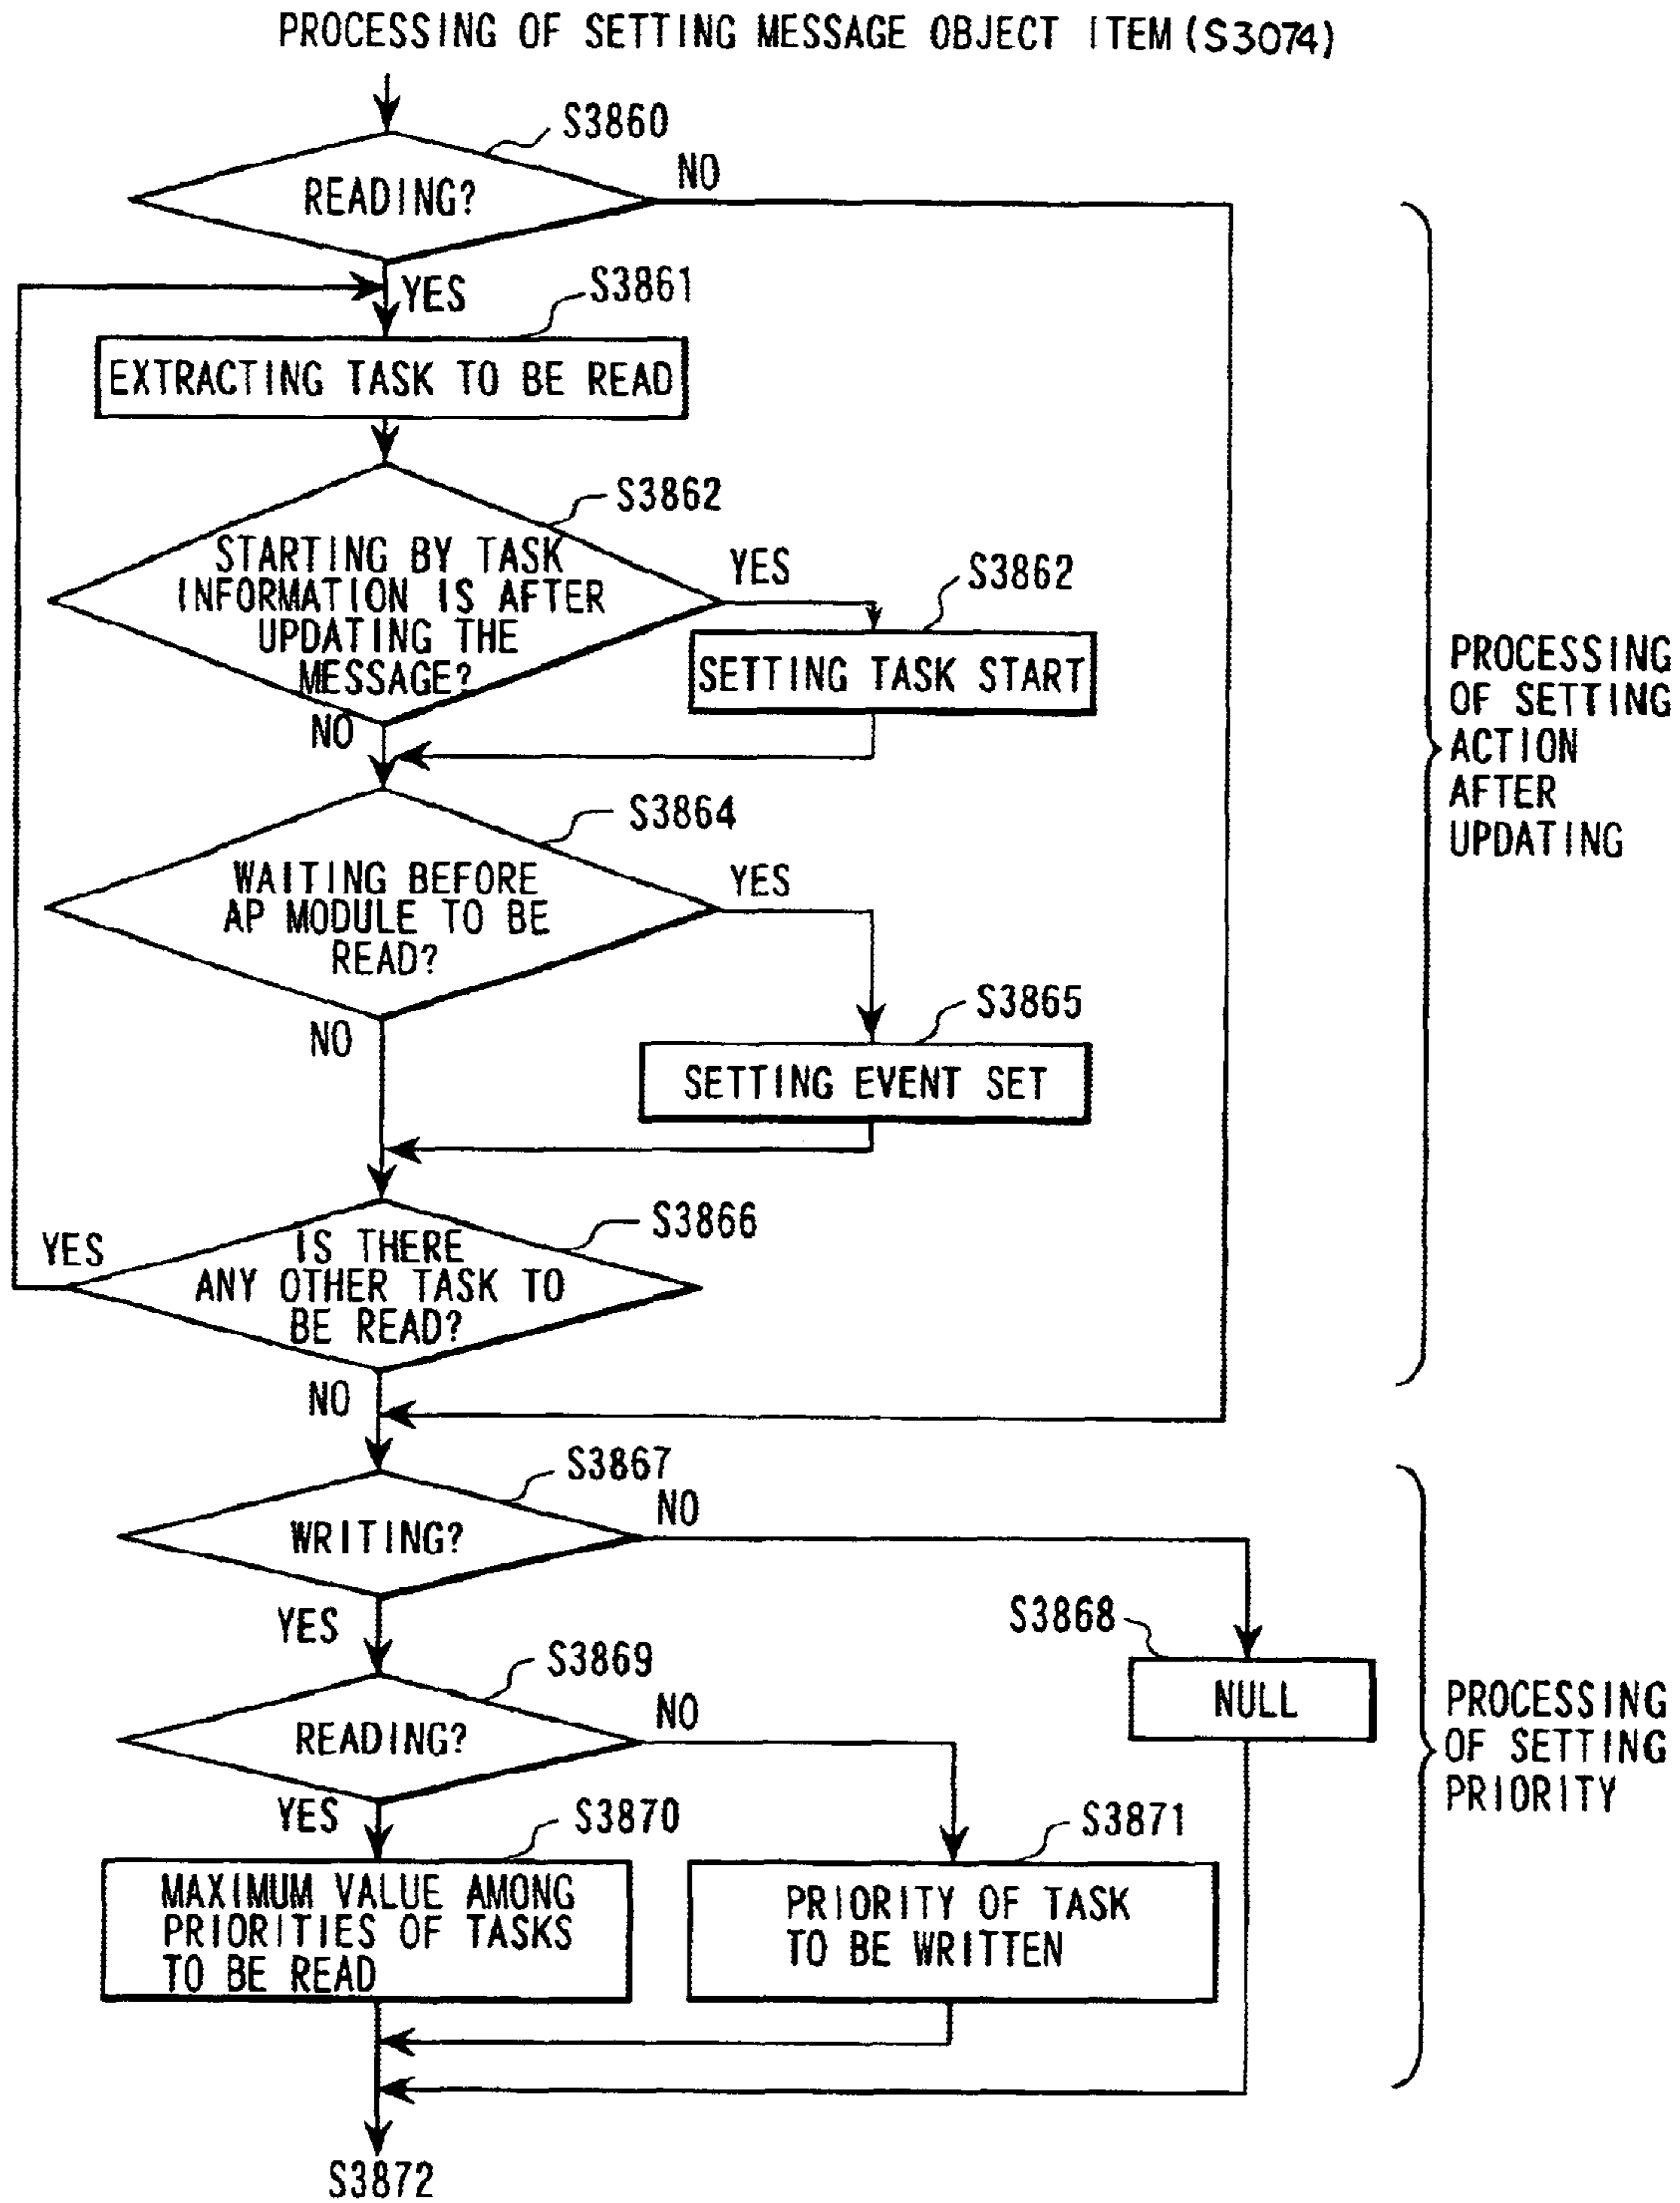 PROCESSING OF SETTING MESSAGE OBJECT ITEM (S3074)
S3860
READING?
NO
YES
S3861
EXTRACTING TASK TO BE READ
S3862
STARTING BY TASK
INFORMATION IS AFTER
UPDATING THE
MESSAGE?
YES
S3862
SETTING TASK START
NO
PROCESSING
OF SETTING
ACTION
AFTER
UPDATING
S3864
WAITING BEFORE
AP MODULE TO BE
READ?
YES
NO
S3865
SETTING EVENT SET
S3866
IS THERE
ANY OTHER TASK TO
BE READ?
YES
NO
S3867
WRITING?
NO
YES
S3868
NULL
S3869
READING?
NO
YES
PROCESSING
OF SETTING
PRIORITY
S3870
MAXIMUM VALUE AMONG
PRIORITIES OF TASKS
TO BE READ
S3871
PRIORITY OF TASK
TO BE WRITTEN
S3872